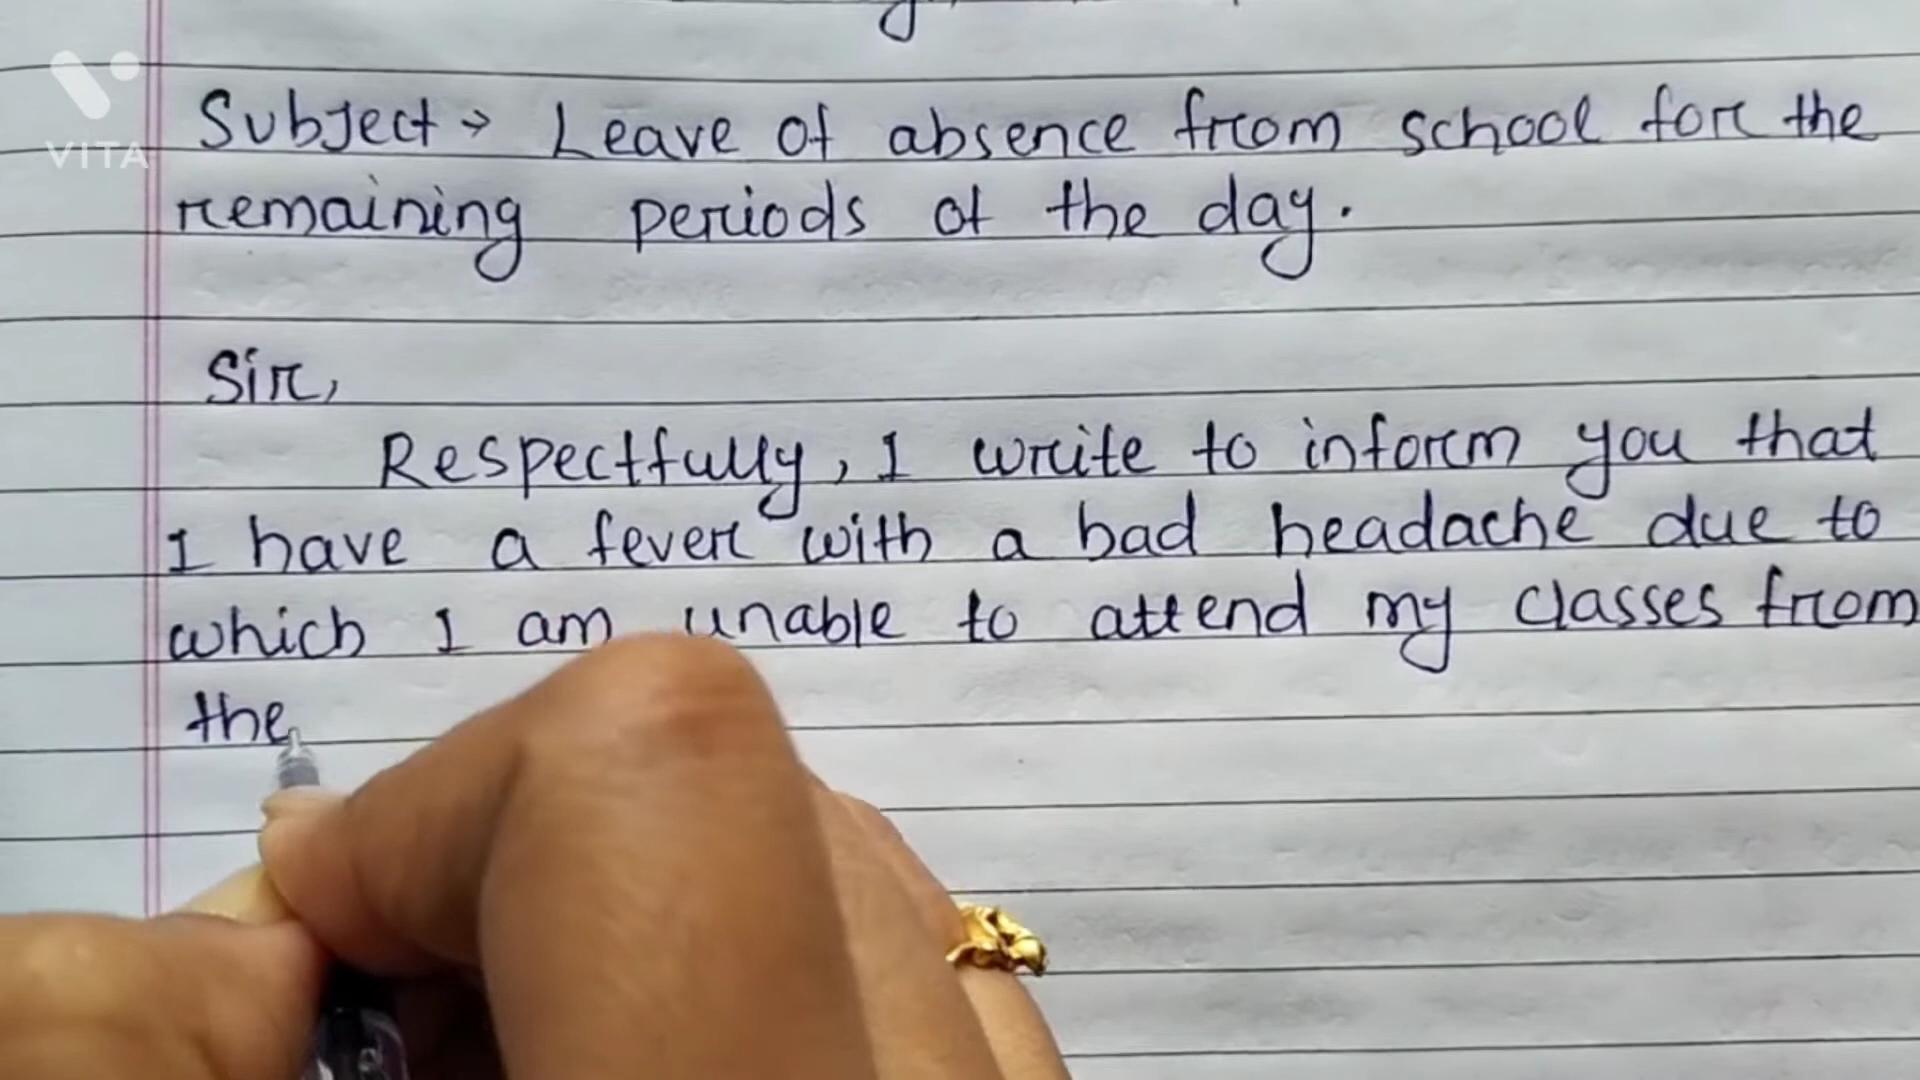 VITA
Subject → Leave of absence from school for the
remaining periods of the day.
Sir,
Respectfully, I write to inform you that
I have a fever with a bad headache due to
which I am unable to attend my classes from
the